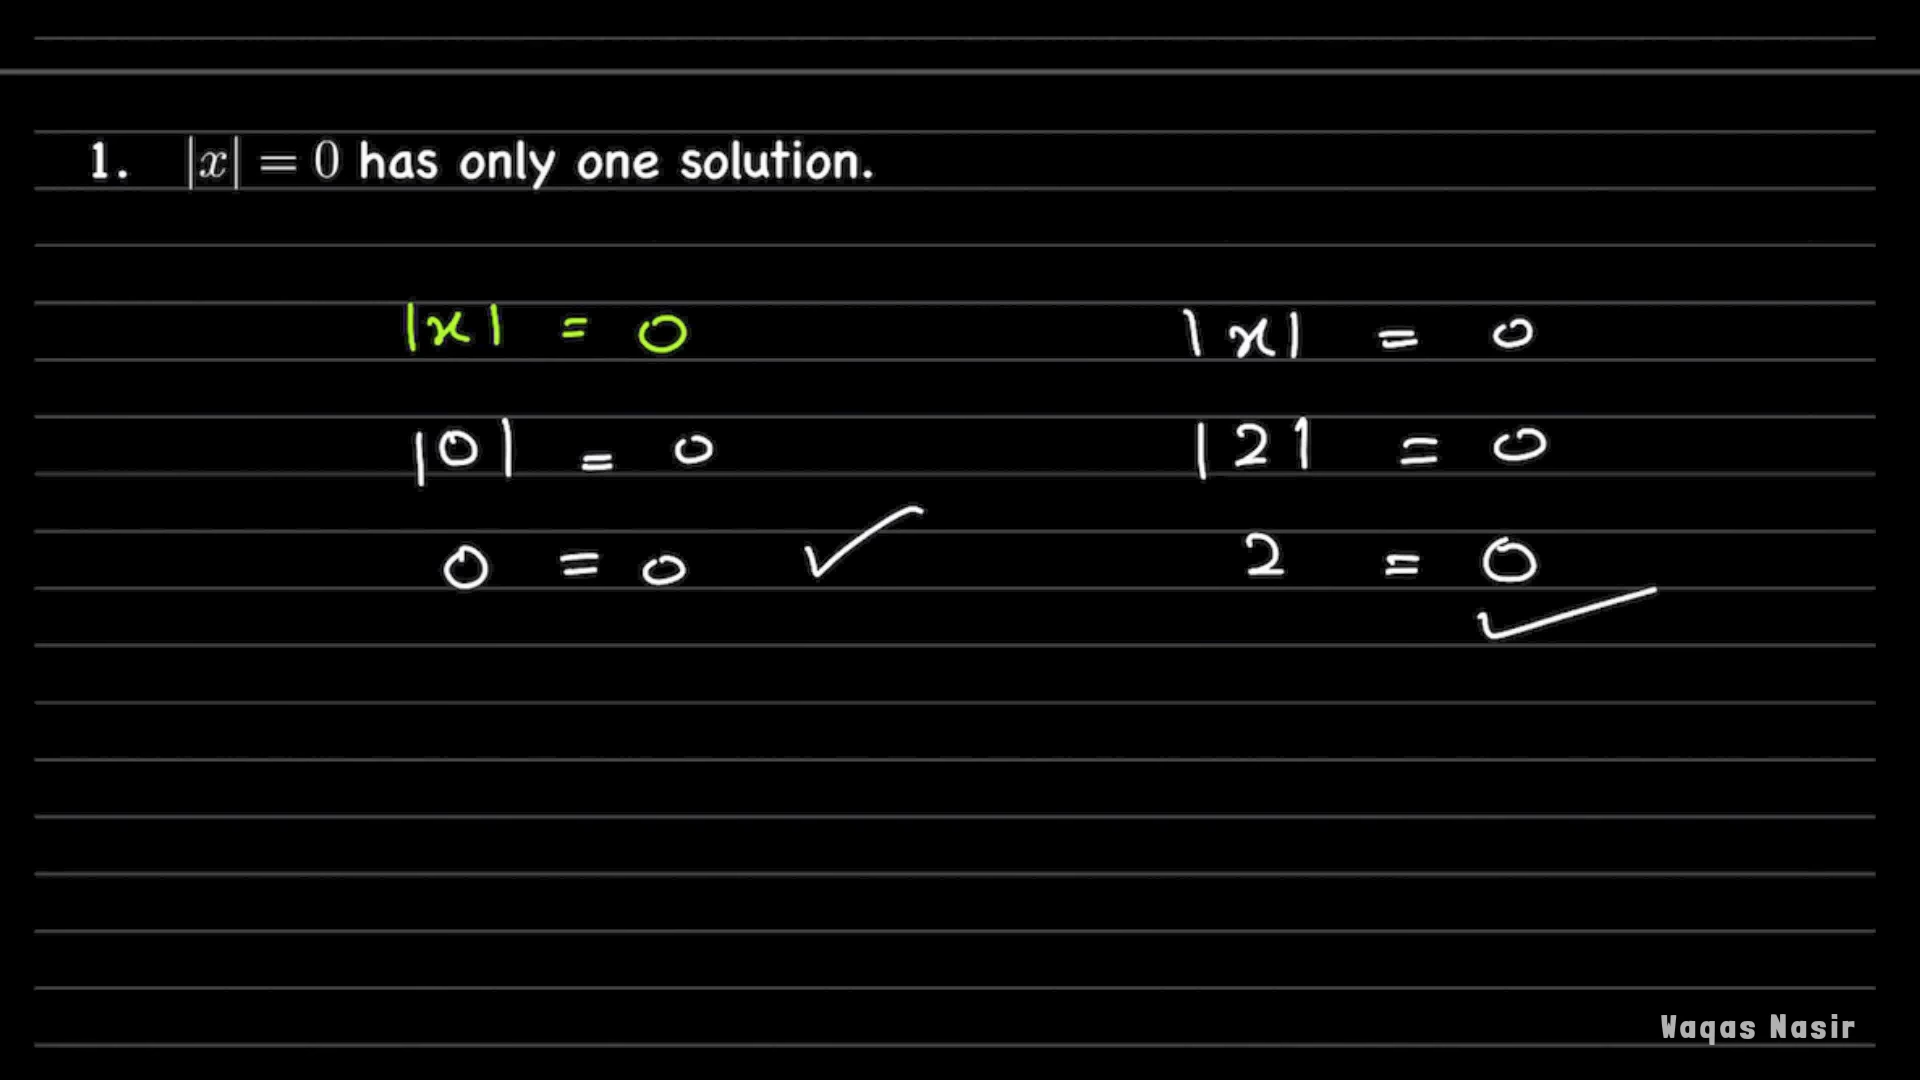 1. |x| = 0 has only one solution.
|x| = 0 |x| = 0
|0| = 0 |2| = 0
0 = 0 ✓ 2 = 0 ✓
Waqas Nasir